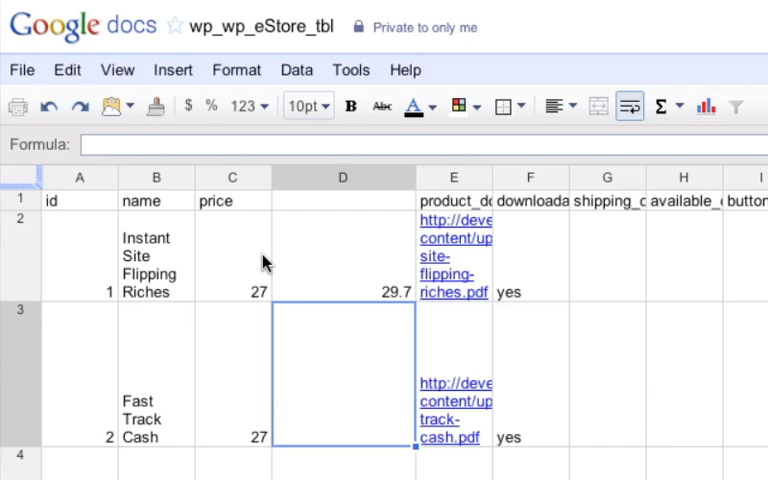 Google docs wp_wp_eStore_tbl Private to only me
File Edit View Insert Format Data Tools Help
$ % 123 10pt B Abc A Σ
Formula:
A B C D E F G H I
1 id name price product_do downloada shipping_c available_c button
2 1 Instant Site Flipping Riches 27 29.7 http://deve content/up site- flipping- riches.pdf yes
3 2 Fast Track Cash 27 http://deve content/up track- cash.pdf yes
4